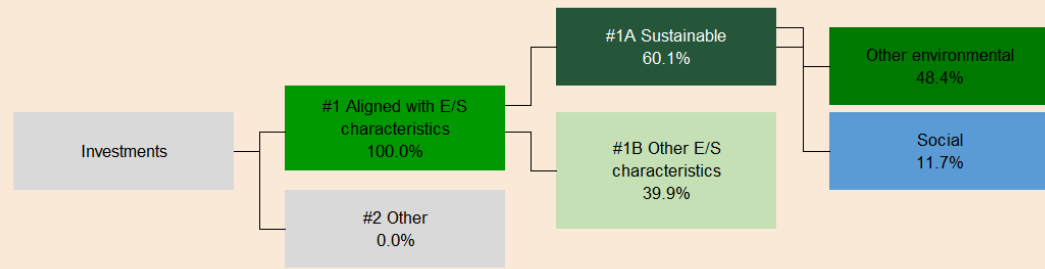 Investments
#1 Aligned with E/S
characteristics
100.0%
#2 Other
0.0%
#1A Sustainable
60.1%
#1B Other E/S
characteristics
39.9%
Other environmental
48.4%
Social
11.7%